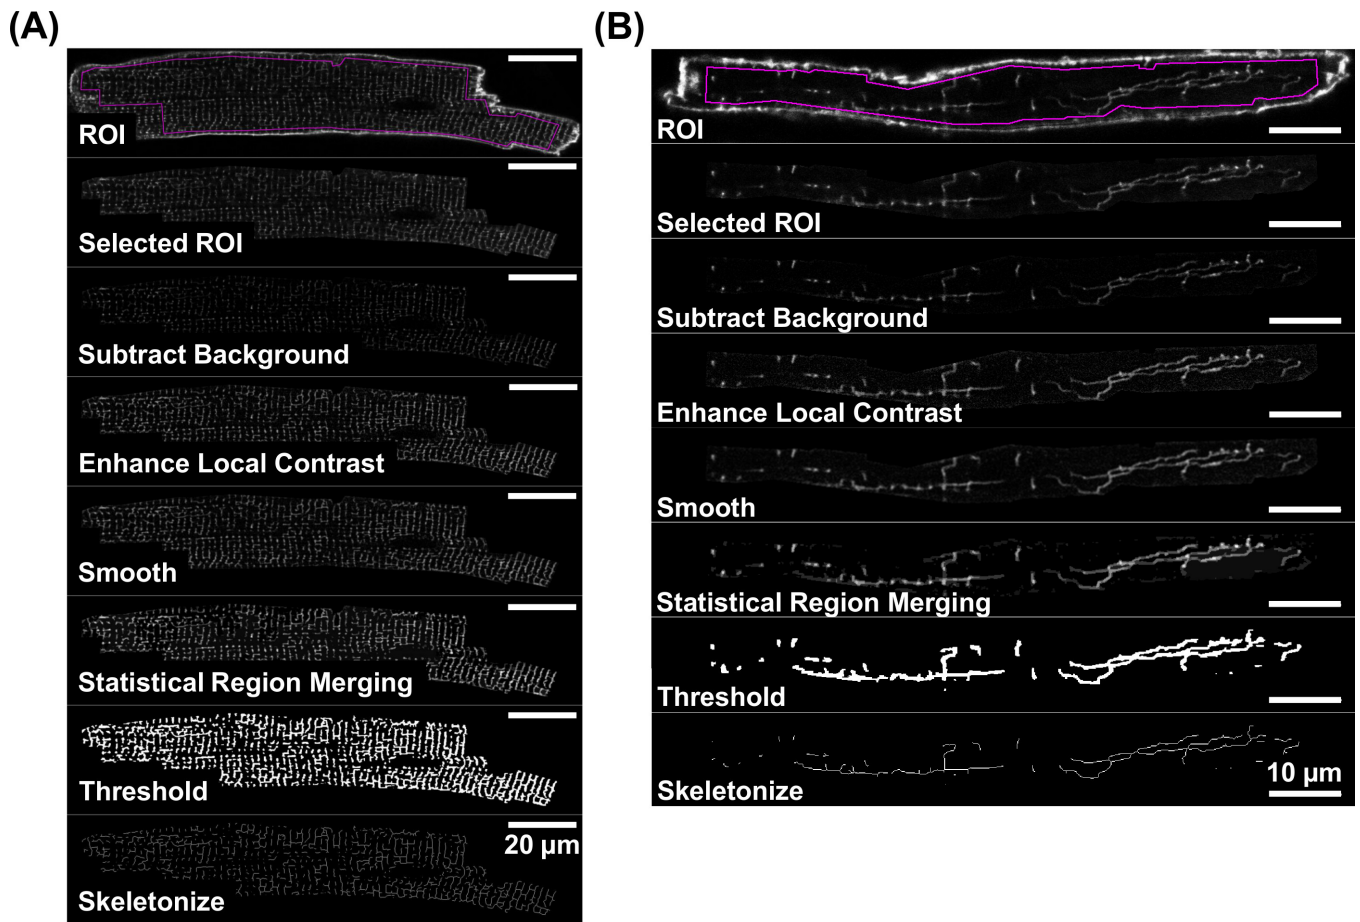 (A)
ROI
Selected ROI
Subtract Background
Enhance Local Contrast
Smooth
Statistical Region Merging
Threshold
20 µm
Skeletonize
(B)
ROI
Selected ROI
Subtract Background
Enhance Local Contrast
Smooth
Statistical Region Merging
Threshold
10 µm
Skeletonize